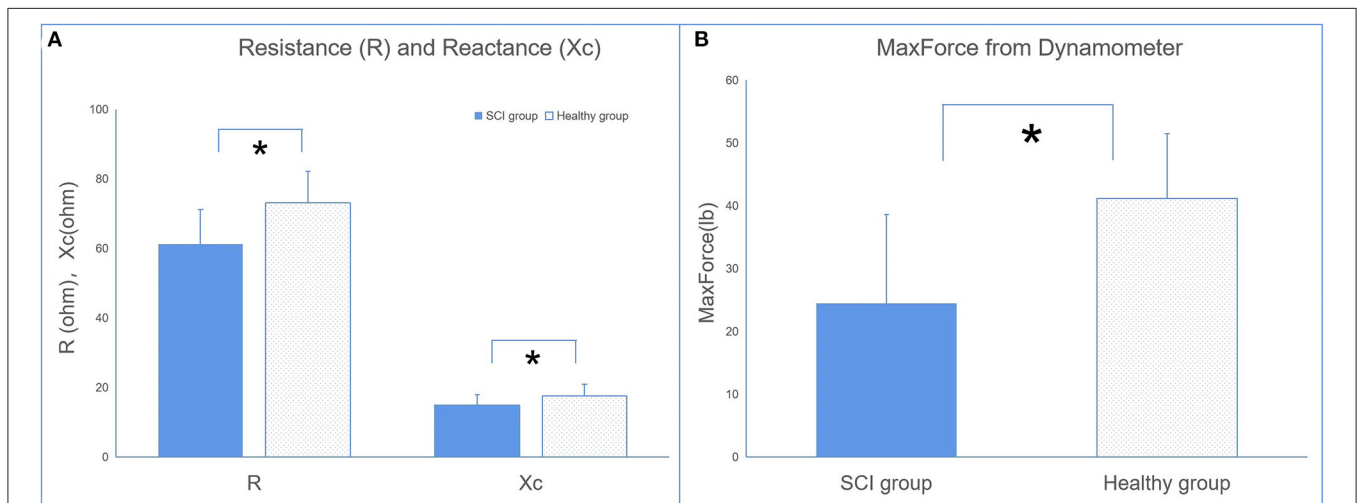 A
Resistance (R) and Reactance (Xc)
SCI group Healthy group
R (ohm), Xc(ohm)
100
80
60
40
20
0
*
*
R Xc
B
MaxForce from Dynamometer
MaxForce(lb)
60
50
40
30
20
10
0
*
SCI group Healthy group